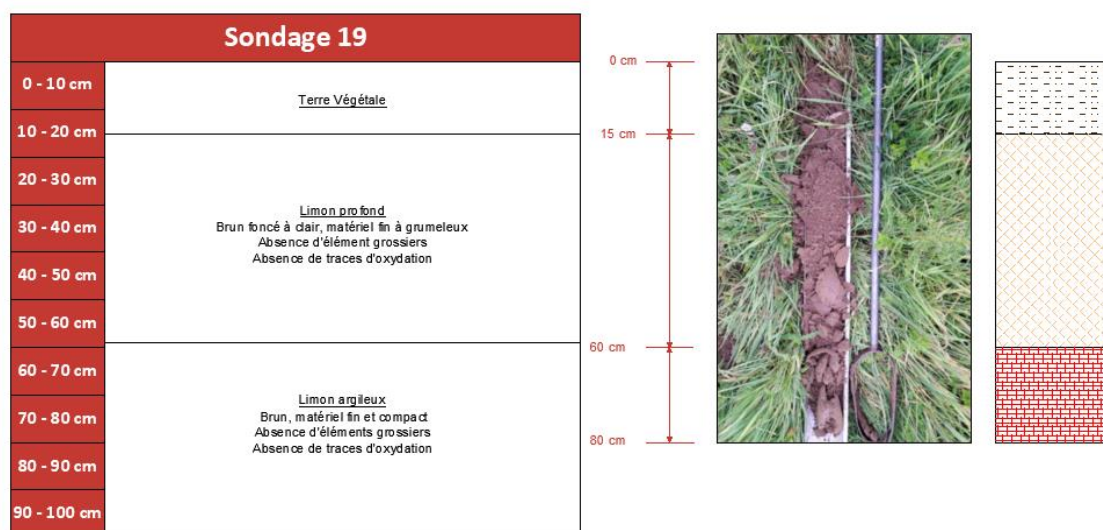 Sondage 19
0 - 10 cm
10 - 20 cm
20 - 30 cm
30 - 40 cm
40 - 50 cm
50 - 60 cm
60 - 70 cm
70 - 80 cm
80 - 90 cm
90 - 100 cm
Terre Végétale
Limon profond
Brun foncé à clair, matériel fin à grumeleux
Absence d'élément grossiers
Absence de traces d'oxydation
Limon argileux
Brun, matériel fin et compact
Absence d'éléments grossiers
Absence de traces d'oxydation
0 cm
15 cm
60 cm
80 cm